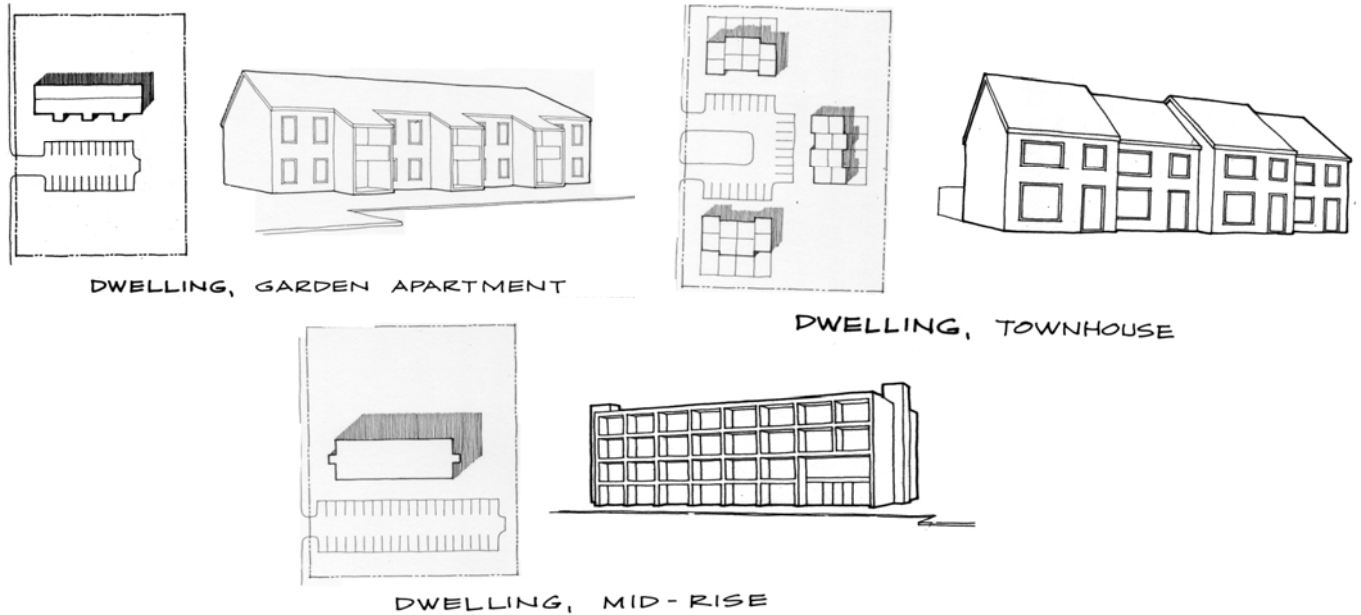 DWELLING, GARDEN APARTMENT
DWELLING, TOWNHOUSE
DWELLING, MID-RISE